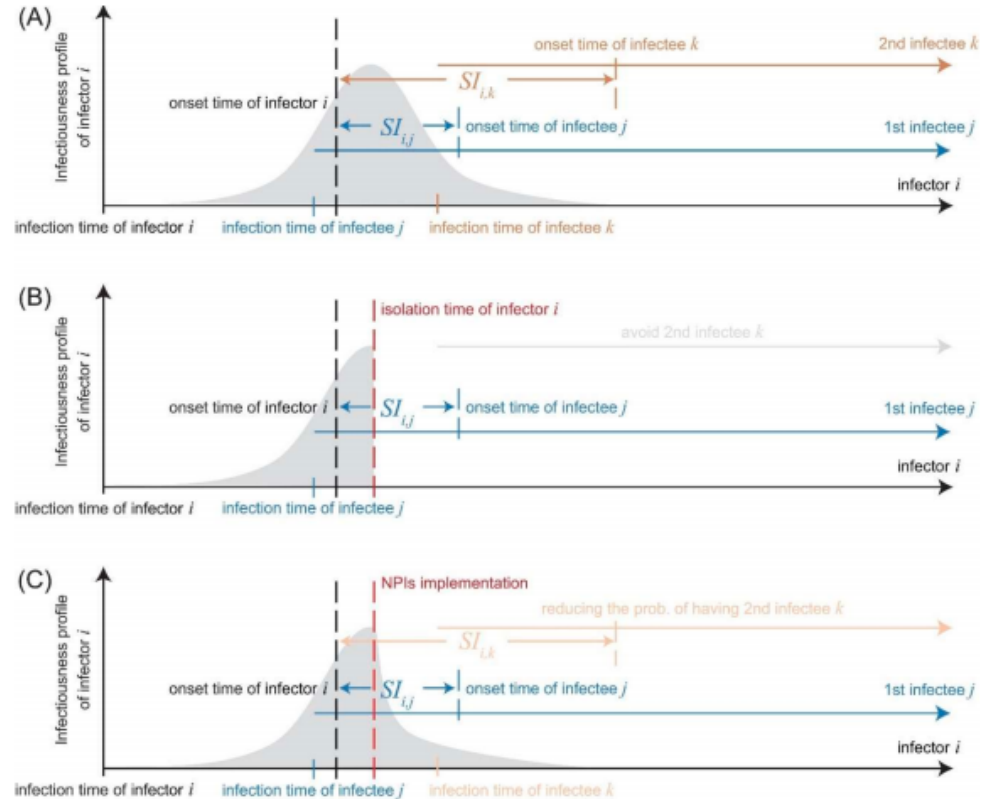 (A)
Infectiousness profile
of infector i
onset time of infectee k
2nd infectee k
SI i,k
onset time of infector i
SI i,j
onset time of infectee j
1st infectee j
infector i
infection time of infector i
infection time of infectee j
infection time of infectee k
(B)
Infectiousness profile
of infector i
isolation time of infector i
avoid 2nd infectee k
onset time of infector i
SI i,j
onset time of infectee j
1st infectee j
infector i
infection time of infector i
infection time of infectee j
(C)
Infectiousness profile
of infector i
NPIs implementation
reducing the prob. of having 2nd infectee k
SI i,k
onset time of infector i
SI i,j
onset time of infectee j
1st infectee j
infector i
infection time of infector i
infection time of infectee j
infection time of infectee k